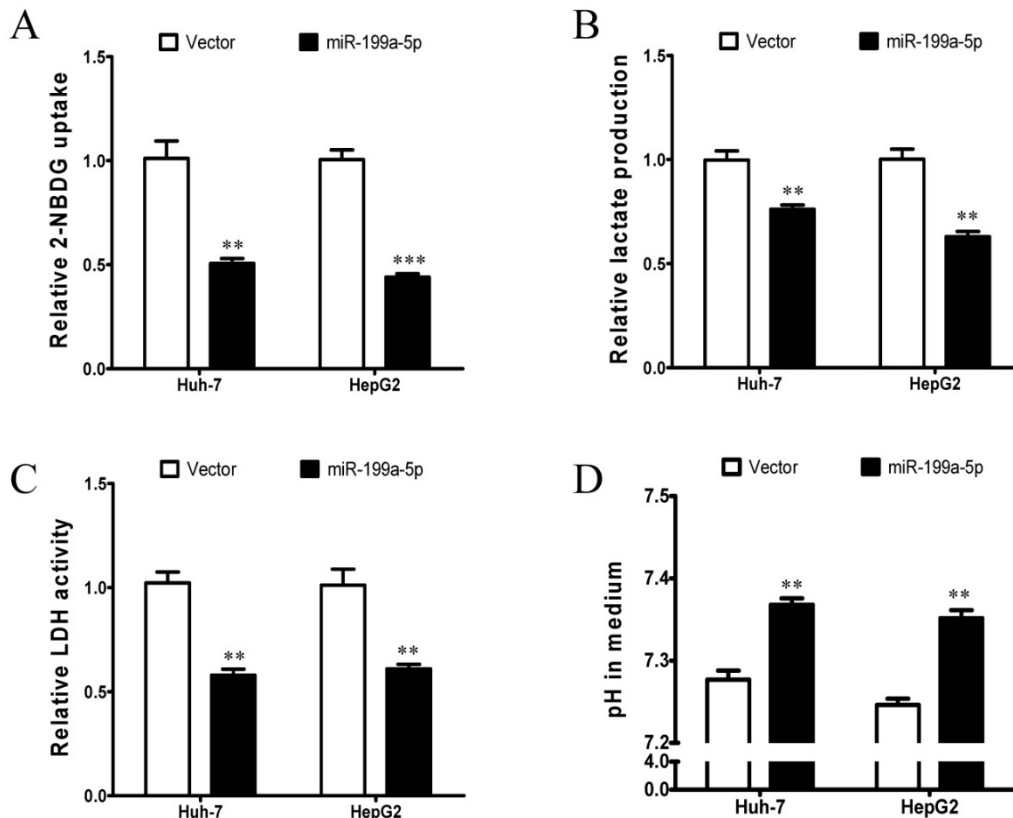 A
Vector miR-199a-5p
Relative 2-NBDG uptake
1.5
1.0
0.5
0.0
**
***
Huh-7 HepG2
B
Vector miR-199a-5p
Relative lactate production
1.5
1.0
0.5
0.0
**
**
Huh-7 HepG2
C
Vector miR-199a-5p
Relative LDH activity
1.5
1.0
0.5
0.0
**
**
Huh-7 HepG2
D
Vector miR-199a-5p
pH in medium
7.5
7.4
7.3
7.2
4.0
0.0
**
**
Huh-7 HepG2